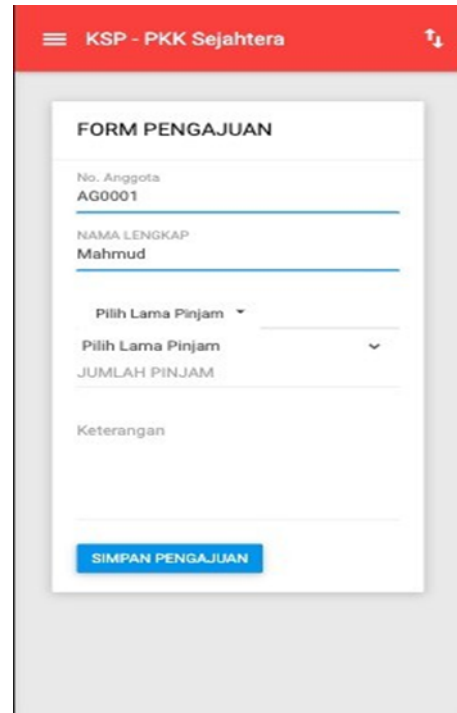 KSP - PKK Sejahtera
FORM PENGAJUAN
No. Anggota
AG0001
NAMA LENGKAP
Mahmud
Pilih Lama Pinjam
Pilih Lama Pinjam
JUMLAH PINJAM
Keterangan
SIMPAN PENGAJUAN